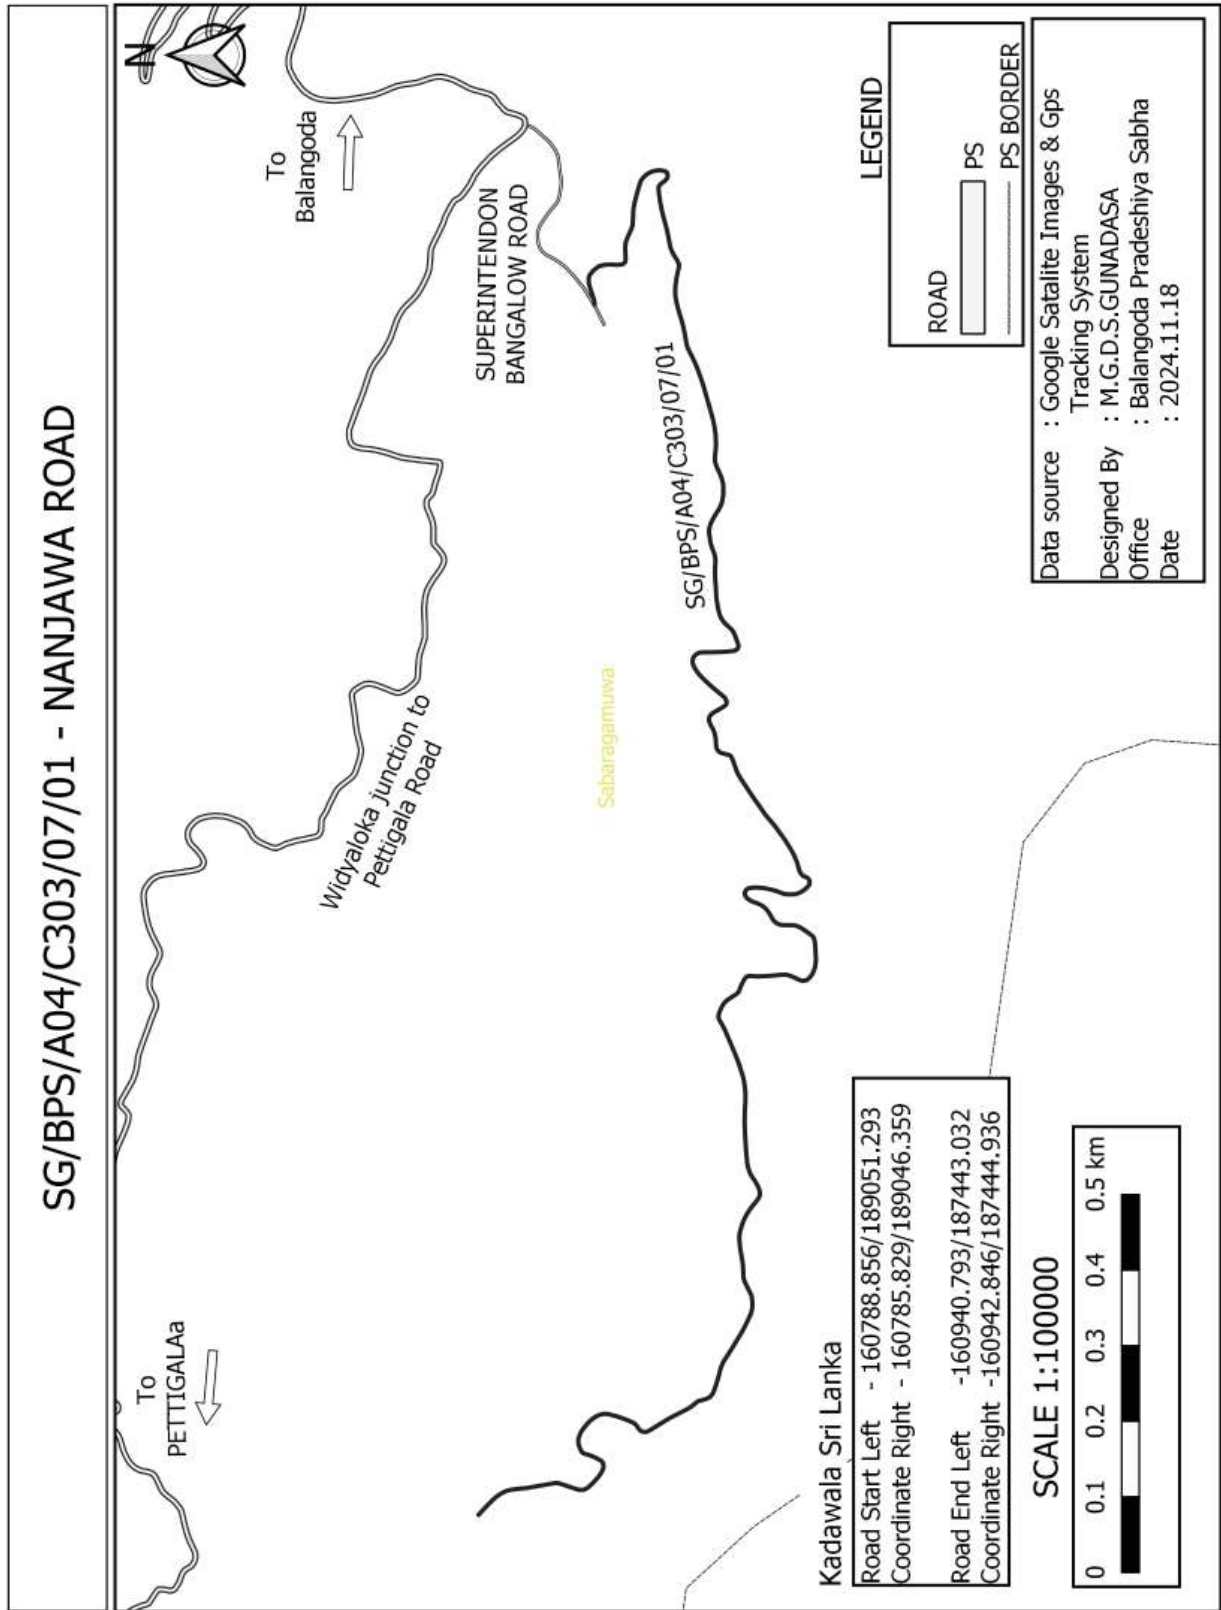 SG/BPS/A04/C303/07/01 - NANJAWA ROAD
N
To
Balangoda
To
PETTIGALAa
Widyaloka junction to
Pettigala Road
SUPERINTENDON
BANGALOW ROAD
Sabaragamuwa
SG/BPS/A04/C303/07/01
LEGEND
ROAD
PS
PS BORDER
Kadawala Sri Lanka
Road Start Left - 160788.856/189051.293
Coordinate Right - 160785.829/189046.359
Road End Left -160940.793/187443.032
Coordinate Right -160942.846/187444.936
SCALE 1:100000
0 0.1 0.2 0.3 0.4 0.5 km
Data source : Google Satalite Images & Gps
Tracking System
Designed By : M.G.D.S.GUNADASA
Office : Balangoda Pradeshiya Sabha
Date : 2024.11.18